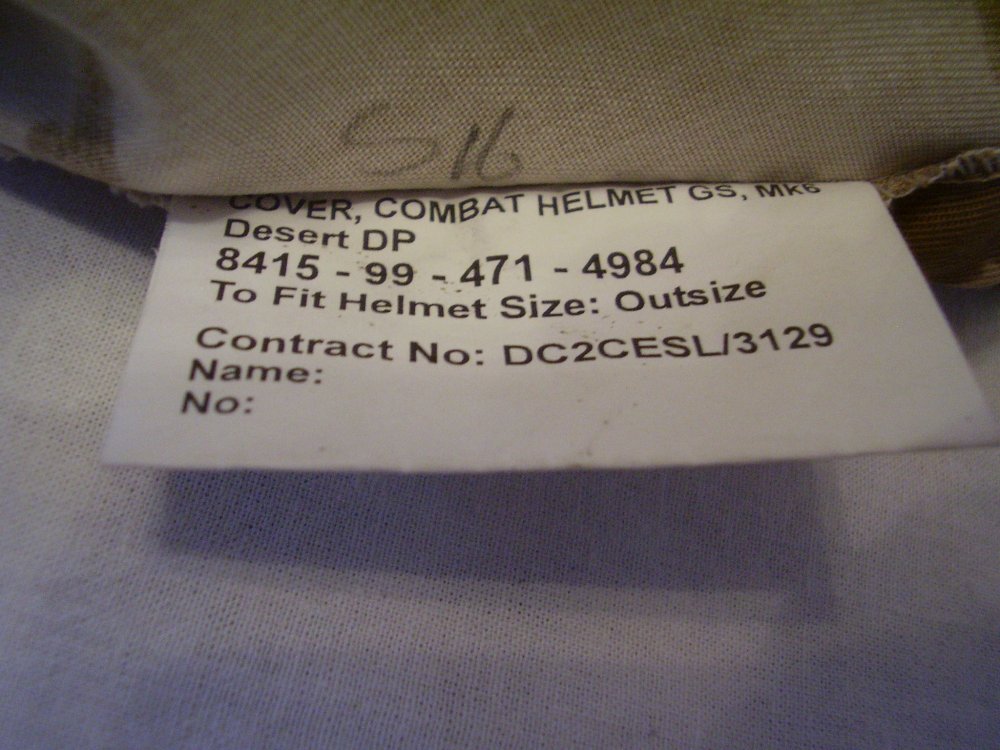 S16
COVER, COMBAT HELMET GS, Mk6
Desert DP
8415 - 99 - 471 - 4984
To Fit Helmet Size: Outsize
Contract No: DC2CESL/3129
Name:
No: